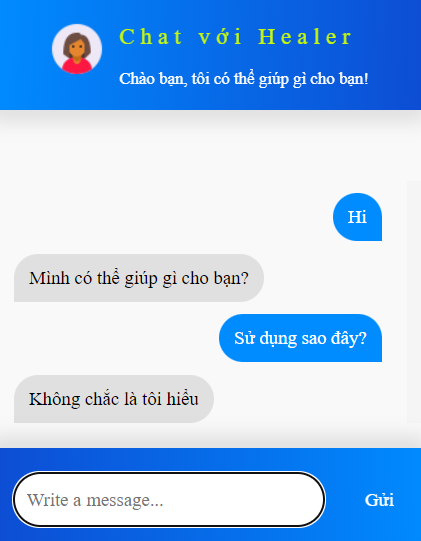 Chat với Healer
Chào bạn, tôi có thể giúp gì cho bạn!
Hi
Mình có thể giúp gì cho bạn?
Sử dụng sao đây?
Không chắc là tôi hiểu
Write a message...
Gửi